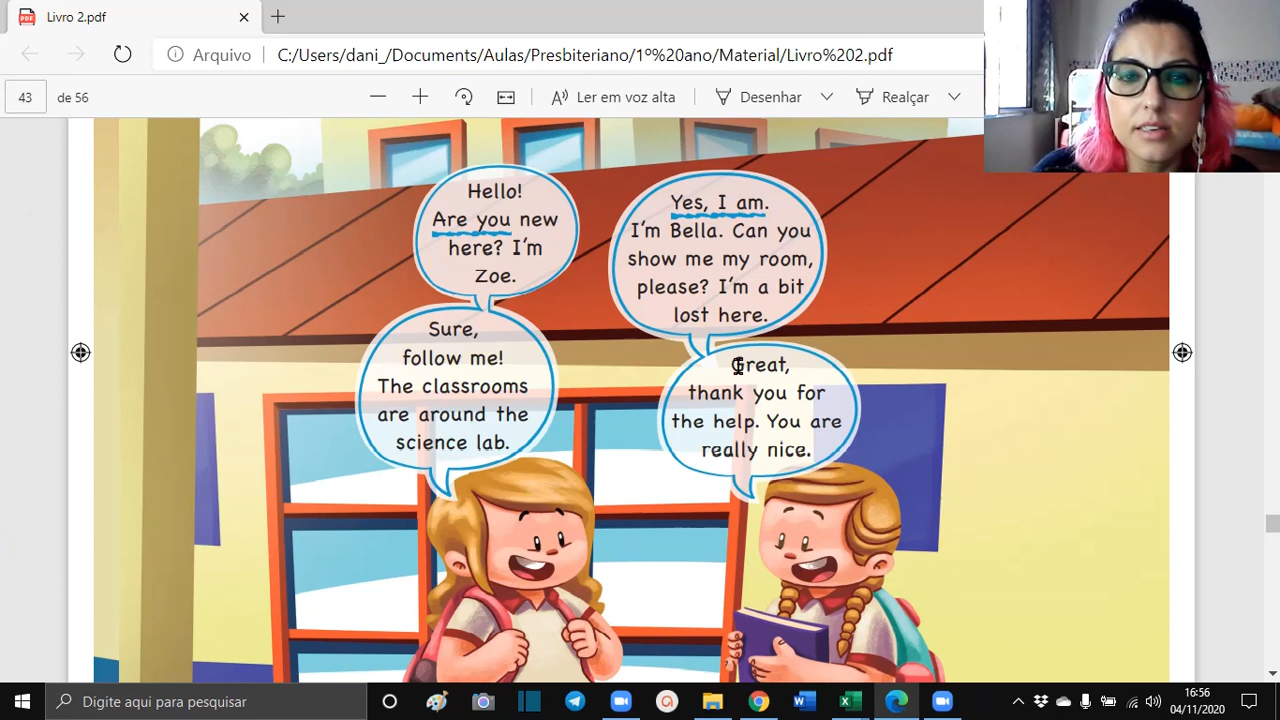 Livro 2.pdf
Arquivo
C:/Users/dani_/Documents/Aulas/Presbiteriano/1º%20ano/Material/Livro%202.pdf
43
de 56
Ler em voz alta
Desenhar
Realçar
Hello!
Are you new
here? I'm
Zoe.
Yes, I am.
I'm Bella. Can you
show me my room,
please? I'm a bit
lost here.
Sure,
follow me!
The classrooms
are around the
science lab.
Great,
thank you for
the help. You are
really nice.
Digite aqui para pesquisar
16:56
04/11/2020